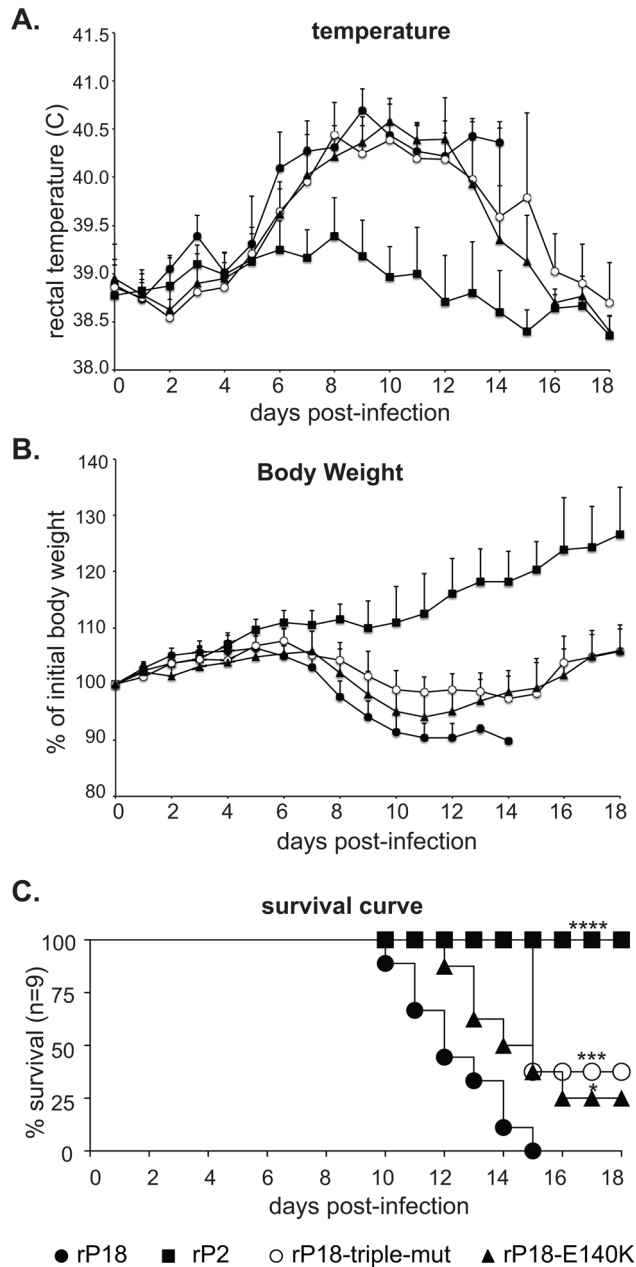 A.
temperature
41.5
41.0
40.5
40.0
39.5
39.0
38.5
38.0
rectal temperature (C)
0 2 4 6 8 10 12 14 16 18
days post-infection
B.
Body Weight
140
130
120
110
100
90
80
% of initial body weight
0 2 4 6 8 10 12 14 16 18
days post-infection
C.
survival curve
100
75
50
25
0
% survival (n=9)
****
***
*
0 2 4 6 8 10 12 14 16 18
days post-infection
rP18 rP2 rP18-triple-mut rP18-E140K